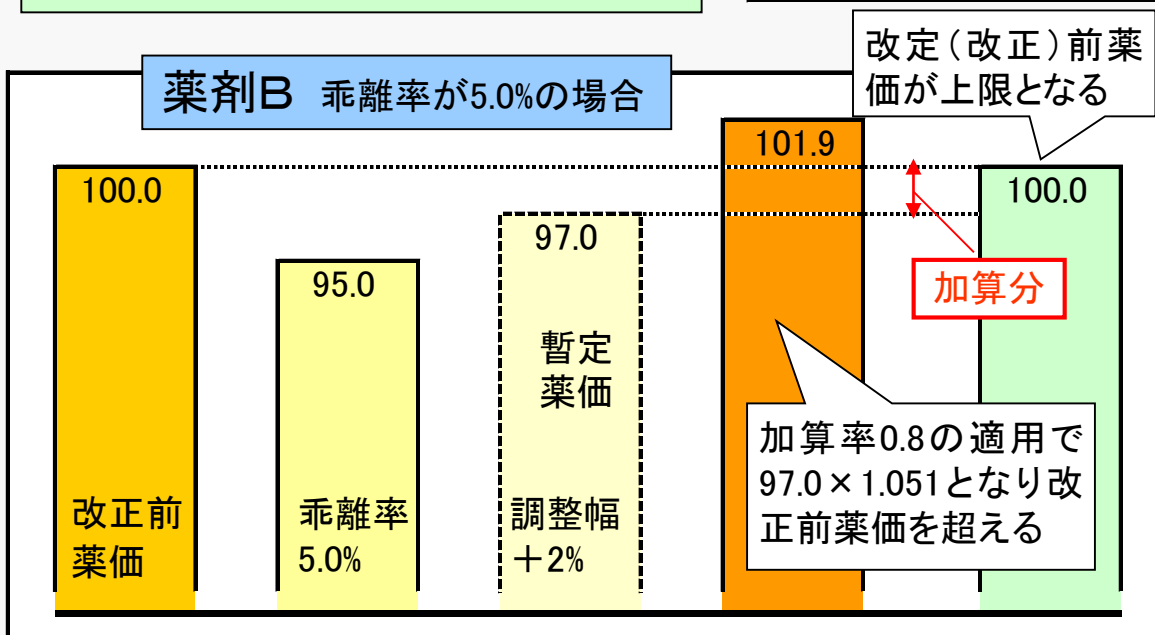 改定(改正)前薬
価が上限となる
薬剤B 乖離率が5.0%の場合
100.0
95.0
97.0
101.9
100.0
加算分
暫定
薬価
加算率0.8の適用で
97.0×1.051となり改
正前薬価を超える
改正前
薬価
乖離率
5.0%
調整幅
+2%